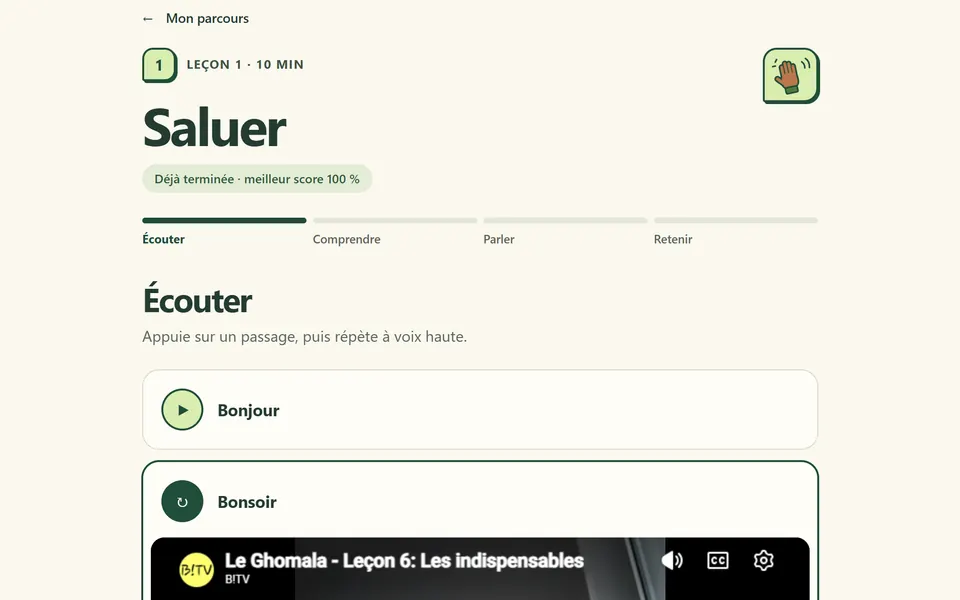 ← Mon parcours
1 LEÇON 1 · 10 MIN
Saluer
Déjà terminée · meilleur score 100 %
Écouter Comprendre Parler Retenir
Écouter
Appuie sur un passage, puis répète à voix haute.
Bonjour
Bonsoir
B!TV Le Ghomala - Leçon 6: Les indispensables CC
B!TV